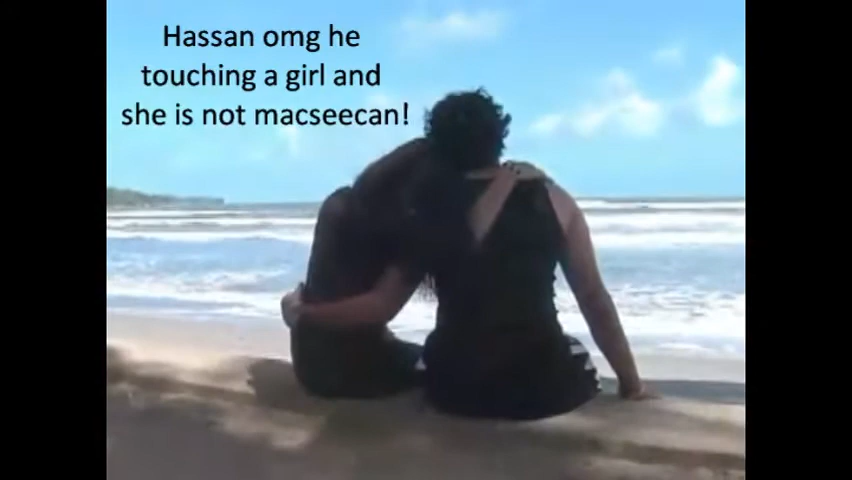 Hassan omg he
touching a girl and
she is not macseecan!